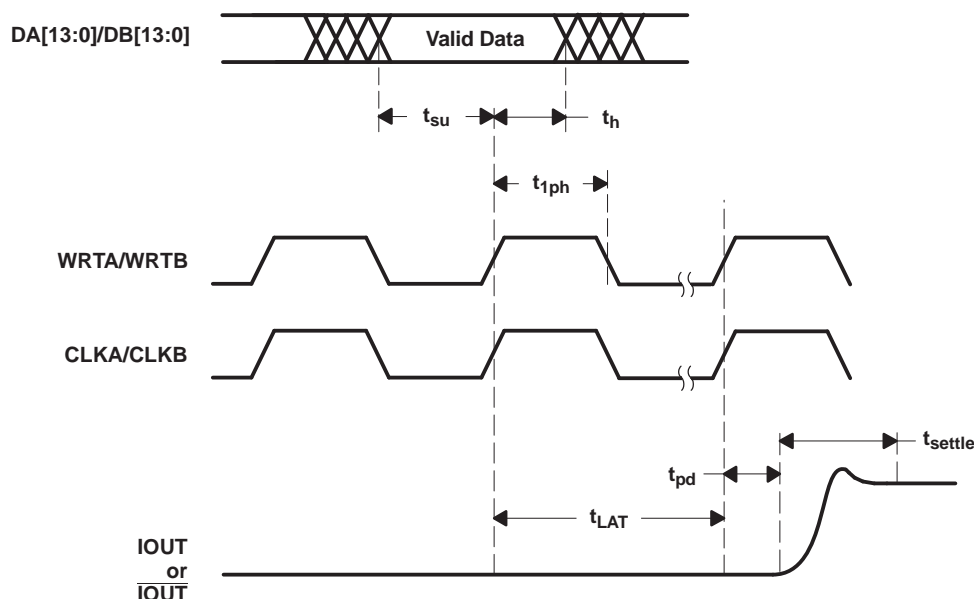 DA[13:0]/DB[13:0]
Valid Data
tsu
th
t1ph
WRTA/WRTB
CLKA/CLKB
tsettle
tpd
tLAT
IOUT
or
IOUT